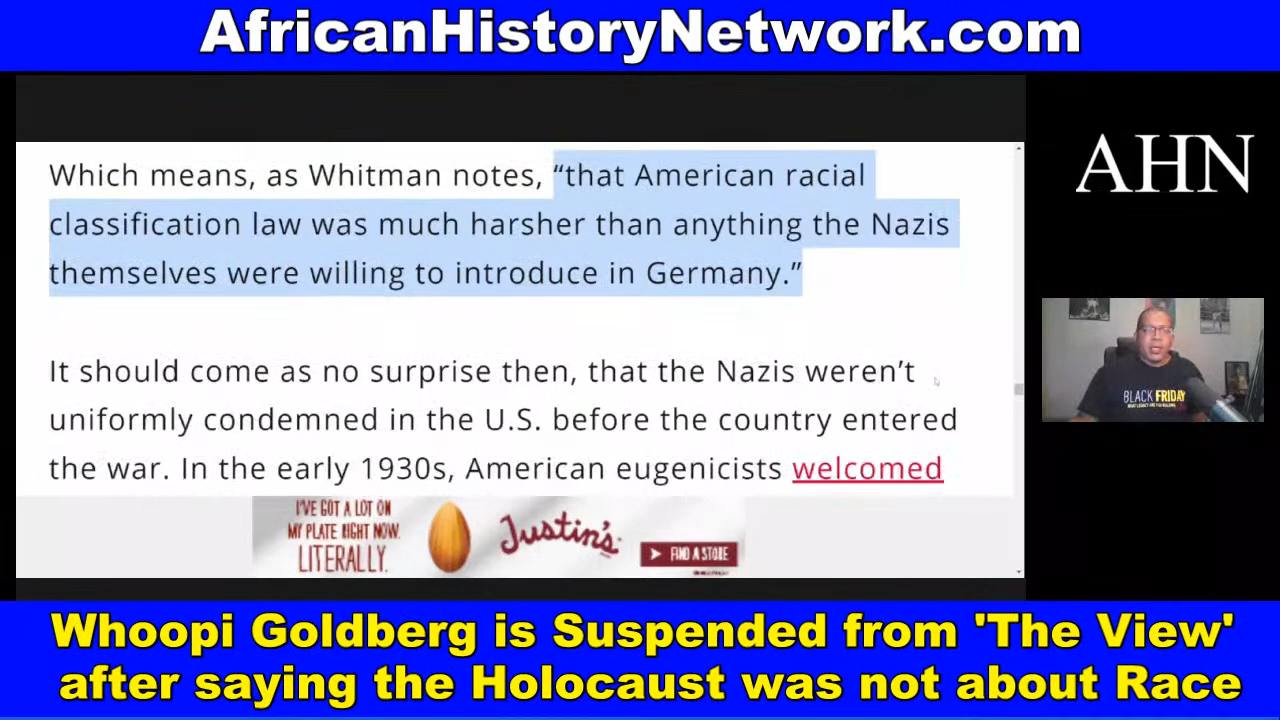 AfricanHistoryNetwork.com
AHN
Which means, as Whitman notes, “that American racial
classification law was much harsher than anything the Nazis
themselves were willing to introduce in Germany.”
It should come as no surprise then, that the Nazis weren’t
uniformly condemned in the U.S. before the country entered
the war. In the early 1930s, American eugenicists welcomed
BLACK FRIDAY
I'VE GOT A LOT ON
MY PLATE RIGHT NOW.
LITERALLY.
Justin's
FIND A STORE
Whoopi Goldberg is Suspended from 'The View'
after saying the Holocaust was not about Race